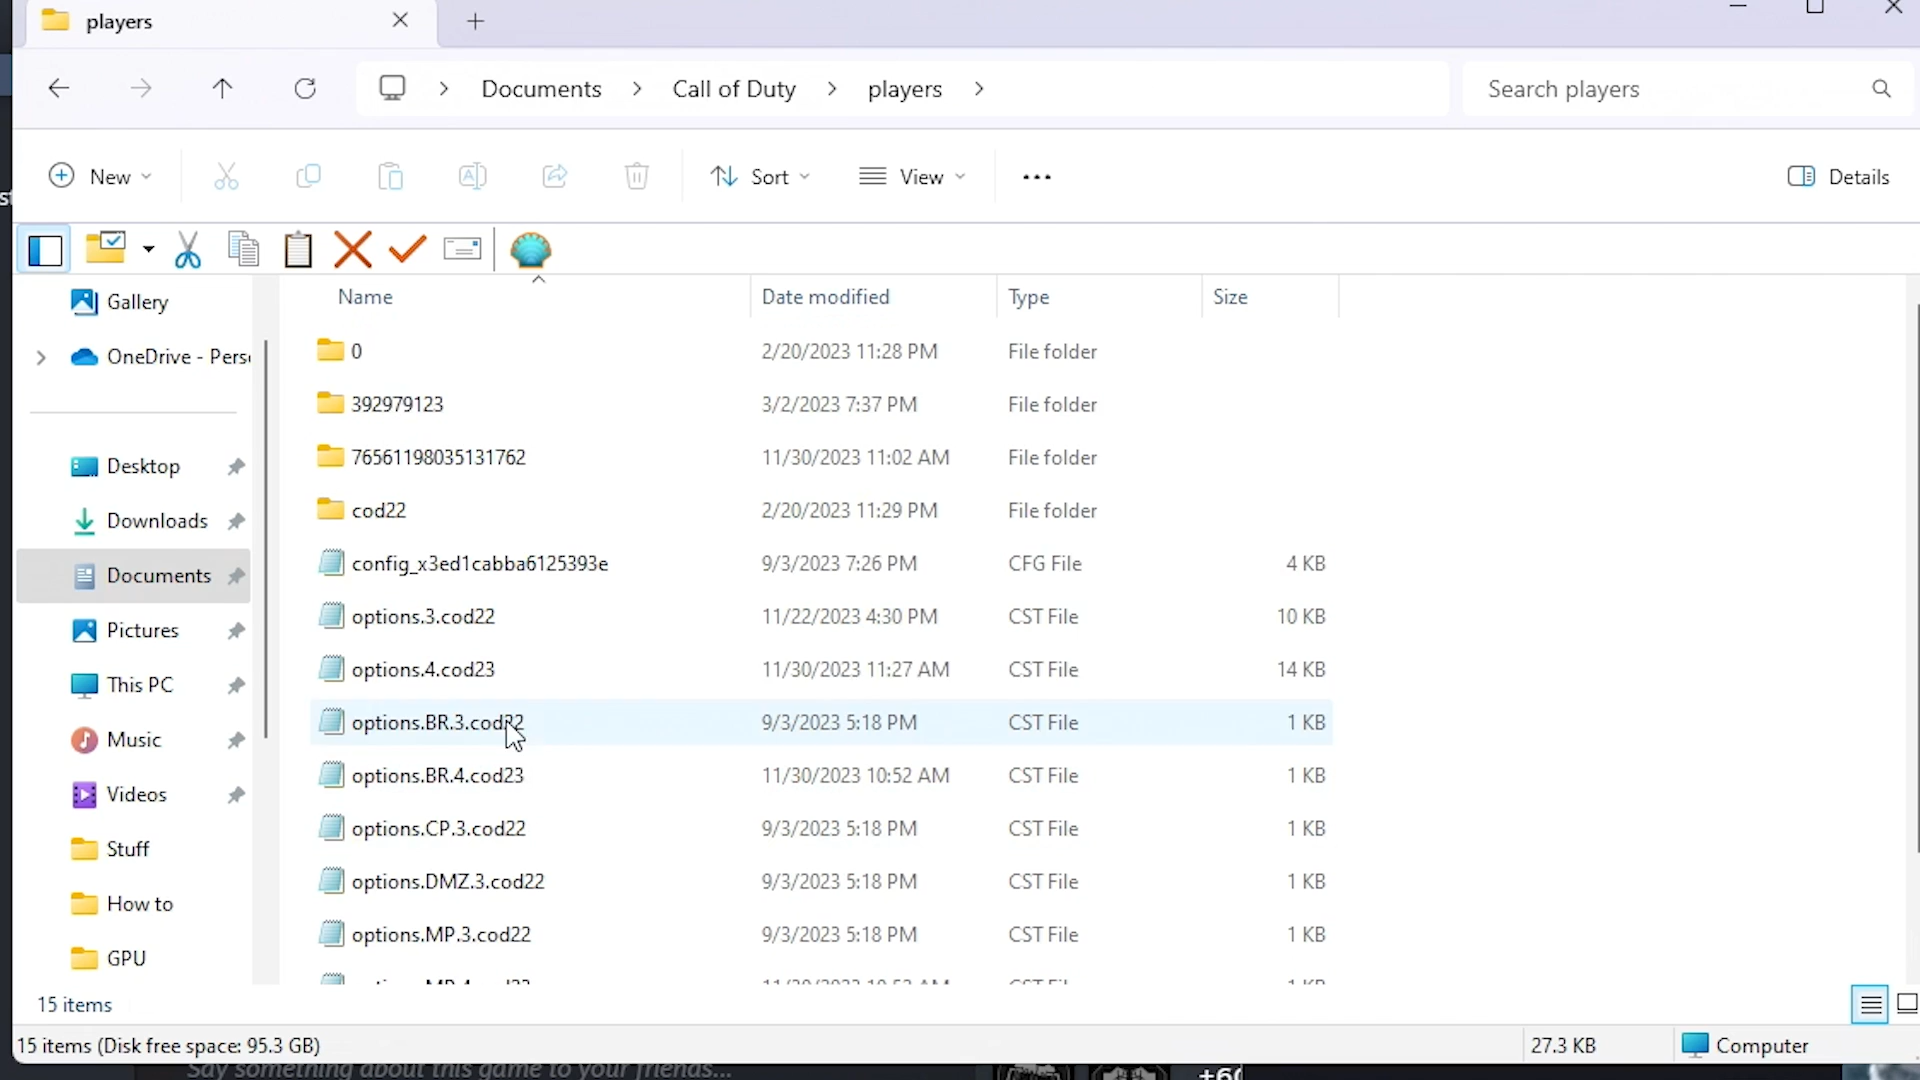 players
Documents
Call of Duty
players
Search players
New
Sort
View
Details
Name
Date modified
Type
Size
Gallery
OneDrive - Pers
Desktop
Downloads
Documents
Pictures
This PC
Music
Videos
Stuff
How to
GPU
0 2/20/2023 11:28 PM File folder
392979123 3/2/2023 7:37 PM File folder
76561198035131762 11/30/2023 11:02 AM File folder
cod22 2/20/2023 11:29 PM File folder
config_x3ed1cabba6125393e 9/3/2023 7:26 PM CFG File 4 KB
options.3.cod22 11/22/2023 4:30 PM CST File 10 KB
options.4.cod23 11/30/2023 11:27 AM CST File 14 KB
options.BR.3.cod22 9/3/2023 5:18 PM CST File 1 KB
options.BR.4.cod23 11/30/2023 10:52 AM CST File 1 KB
options.CP.3.cod22 9/3/2023 5:18 PM CST File 1 KB
options.DMZ.3.cod22 9/3/2023 5:18 PM CST File 1 KB
options.MP.3.cod22 9/3/2023 5:18 PM CST File 1 KB
15 items
15 items (Disk free space: 95.3 GB)
27.3 KB
Computer
Say something about this game to your friends...